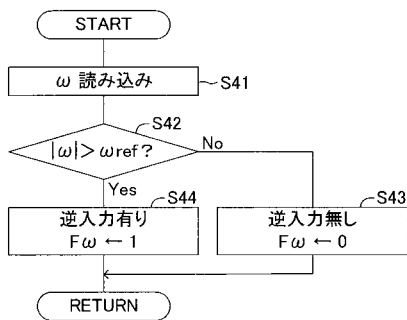 START
ω 読み込み
S41
S42
|ω|> ωref ?
No
Yes
S44
S43
逆入力有り
Fω ← 1
逆入力無し
Fω ← 0
RETURN